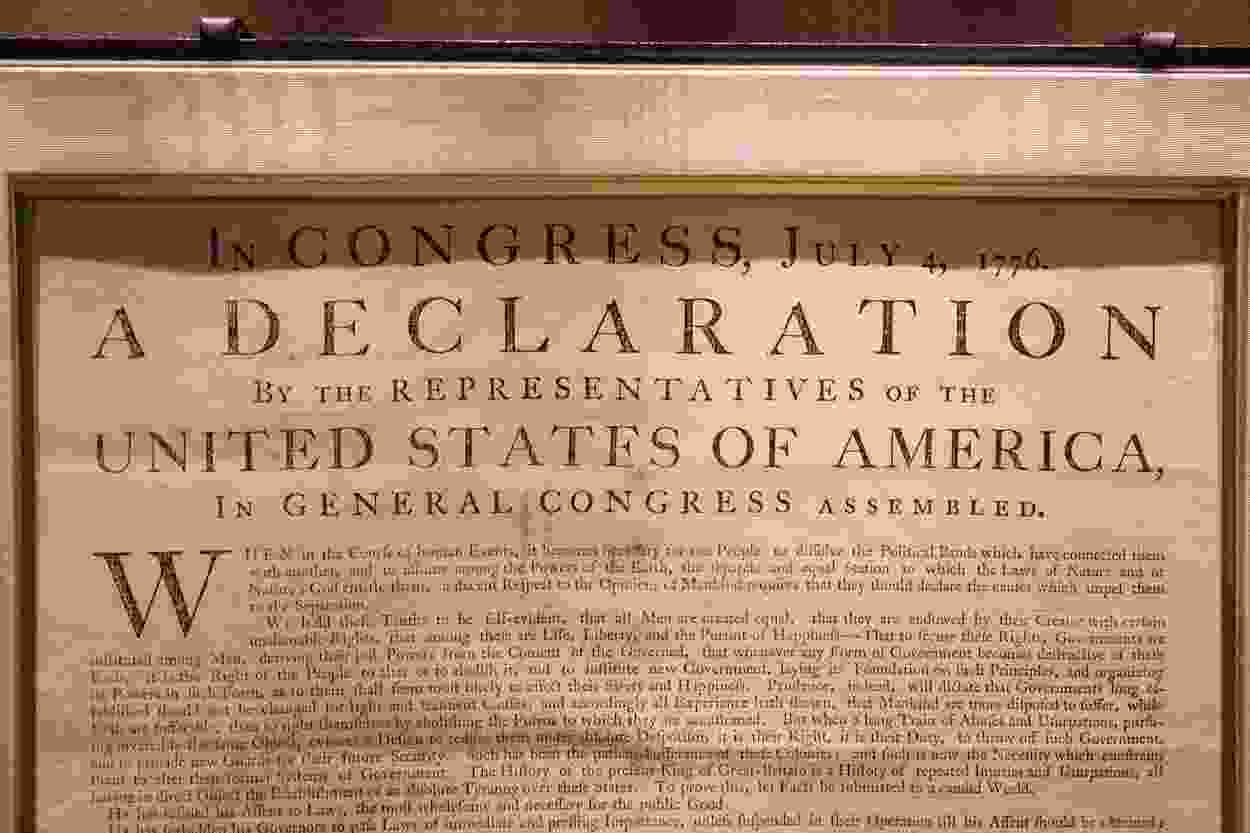 IN CONGRESS, JULY 4, 1776.
A DECLARATION
BY THE REPRESENTATIVES OF THE
UNITED STATES OF AMERICA,
IN GENERAL CONGRESS ASSEMBLED.
WHEN in the Course of human Events, it becomes necessary for one People to dissolve the Political Bands which have connected them
with another, and to assume among the Powers of the Earth, the separate and equal Station to which the Laws of Nature and of
Nature's God entitle them, a decent Respect to the Opinions of Mankind requires that they should declare the causes which impel them
to the Separation.
We hold these Truths to be self-evident, that all Men are created equal, that they are endowed by their Creator with certain
unalienable Rights, that among these are Life, Liberty, and the Pursuit of Happiness—-That to secure these Rights, Governments are
instituted among Men, deriving their just Powers from the Consent of the Governed, that whenever any Form of Government becomes destructive of these
Ends, it is the Right of the People to alter or to abolish it, and to institute new Government, laying its Foundation on such Principles, and organizing
its Powers in such Form, as to them shall seem most likely to effect their Safety and Happiness. Prudence, indeed, will dictate that Governments long es-
tablished should not be changed for light and transient Causes; and accordingly all Experience hath shewn, that Mankind are more disposed to suffer, while
Evils are sufferable, than to right themselves by abolishing the Forms to which they are accustomed. But when a long Train of Abuses and Usurpations, pursu-
ing invariably the same Object, evinces a Design to reduce them under absolute Despotism, it is their Right, it is their Duty, to throw off such Government,
and to provide new Guards for their future Security. Such has been the patient Sufferance of these Colonies; and such is now the Necessity which constrains
them to alter their former Systems of Government. The History of the present King of Great-Britain is a History of repeated Injuries and Usurpations, all
having in direct Object the Establishment of an absolute Tyranny over these States. To prove this, let Facts be submitted to a candid World.
He has refused his Assent to Laws, the most wholesome and necessary for the public Good.
He has forbidden his Governors to pass Laws of immediate and pressing Importance, unless suspended in their Operation till his Assent should be obtained;